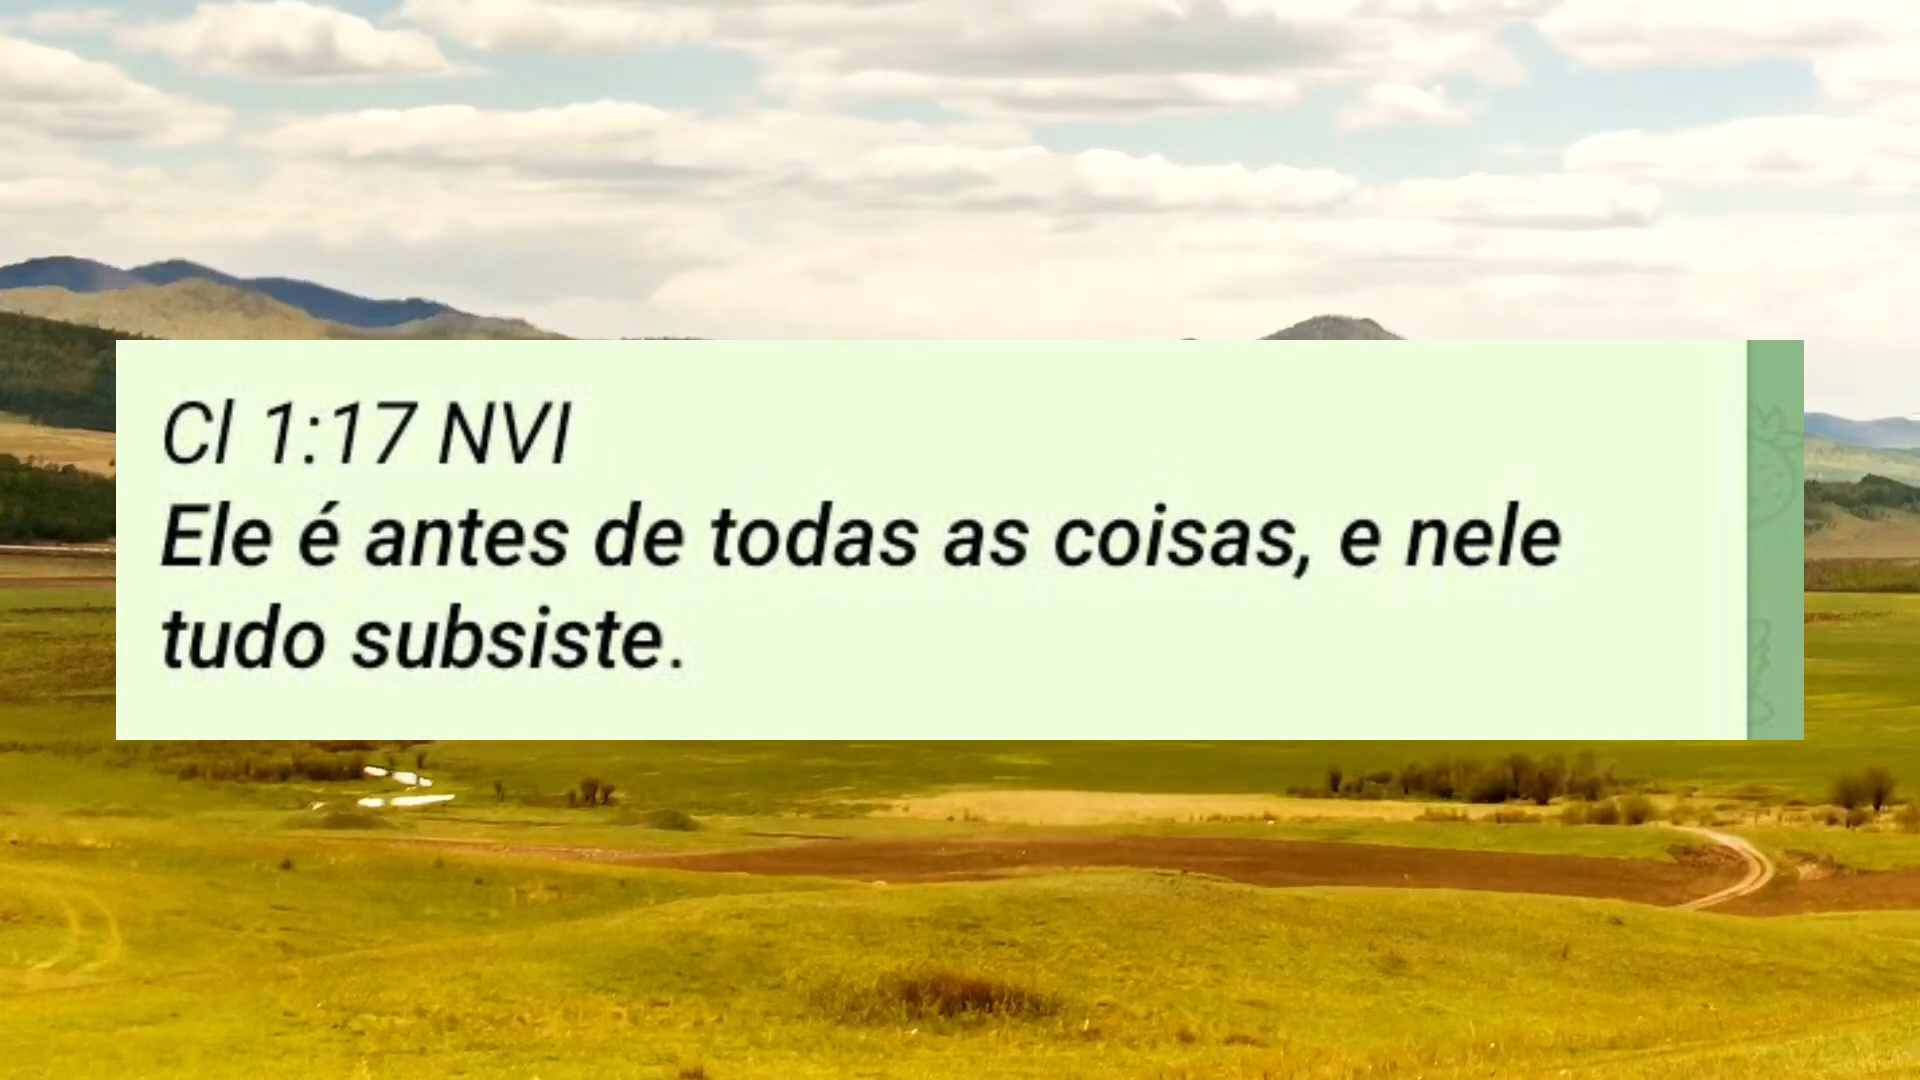 Cl 1:17 NVI
Ele é antes de todas as coisas, e nele
tudo subsiste.